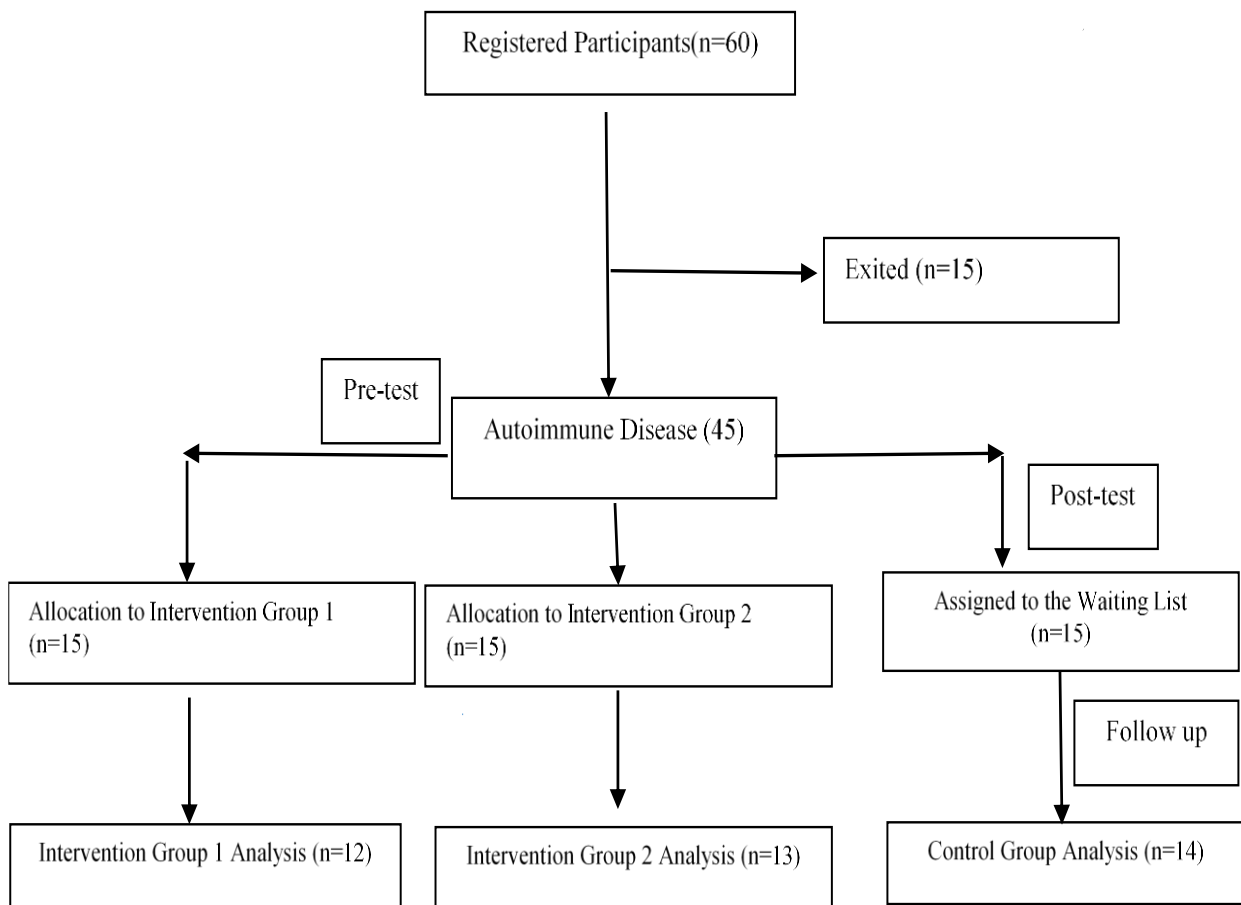 Registered Participants(n=60)
Exited (n=15)
Pre-test
Autoimmune Disease (45)
Post-test
Allocation to Intervention Group 1
(n=15)
Allocation to Intervention Group 2
(n=15)
Assigned to the Waiting List
(n=15)
Follow up
Intervention Group 1 Analysis (n=12)
Intervention Group 2 Analysis (n=13)
Control Group Analysis (n=14)